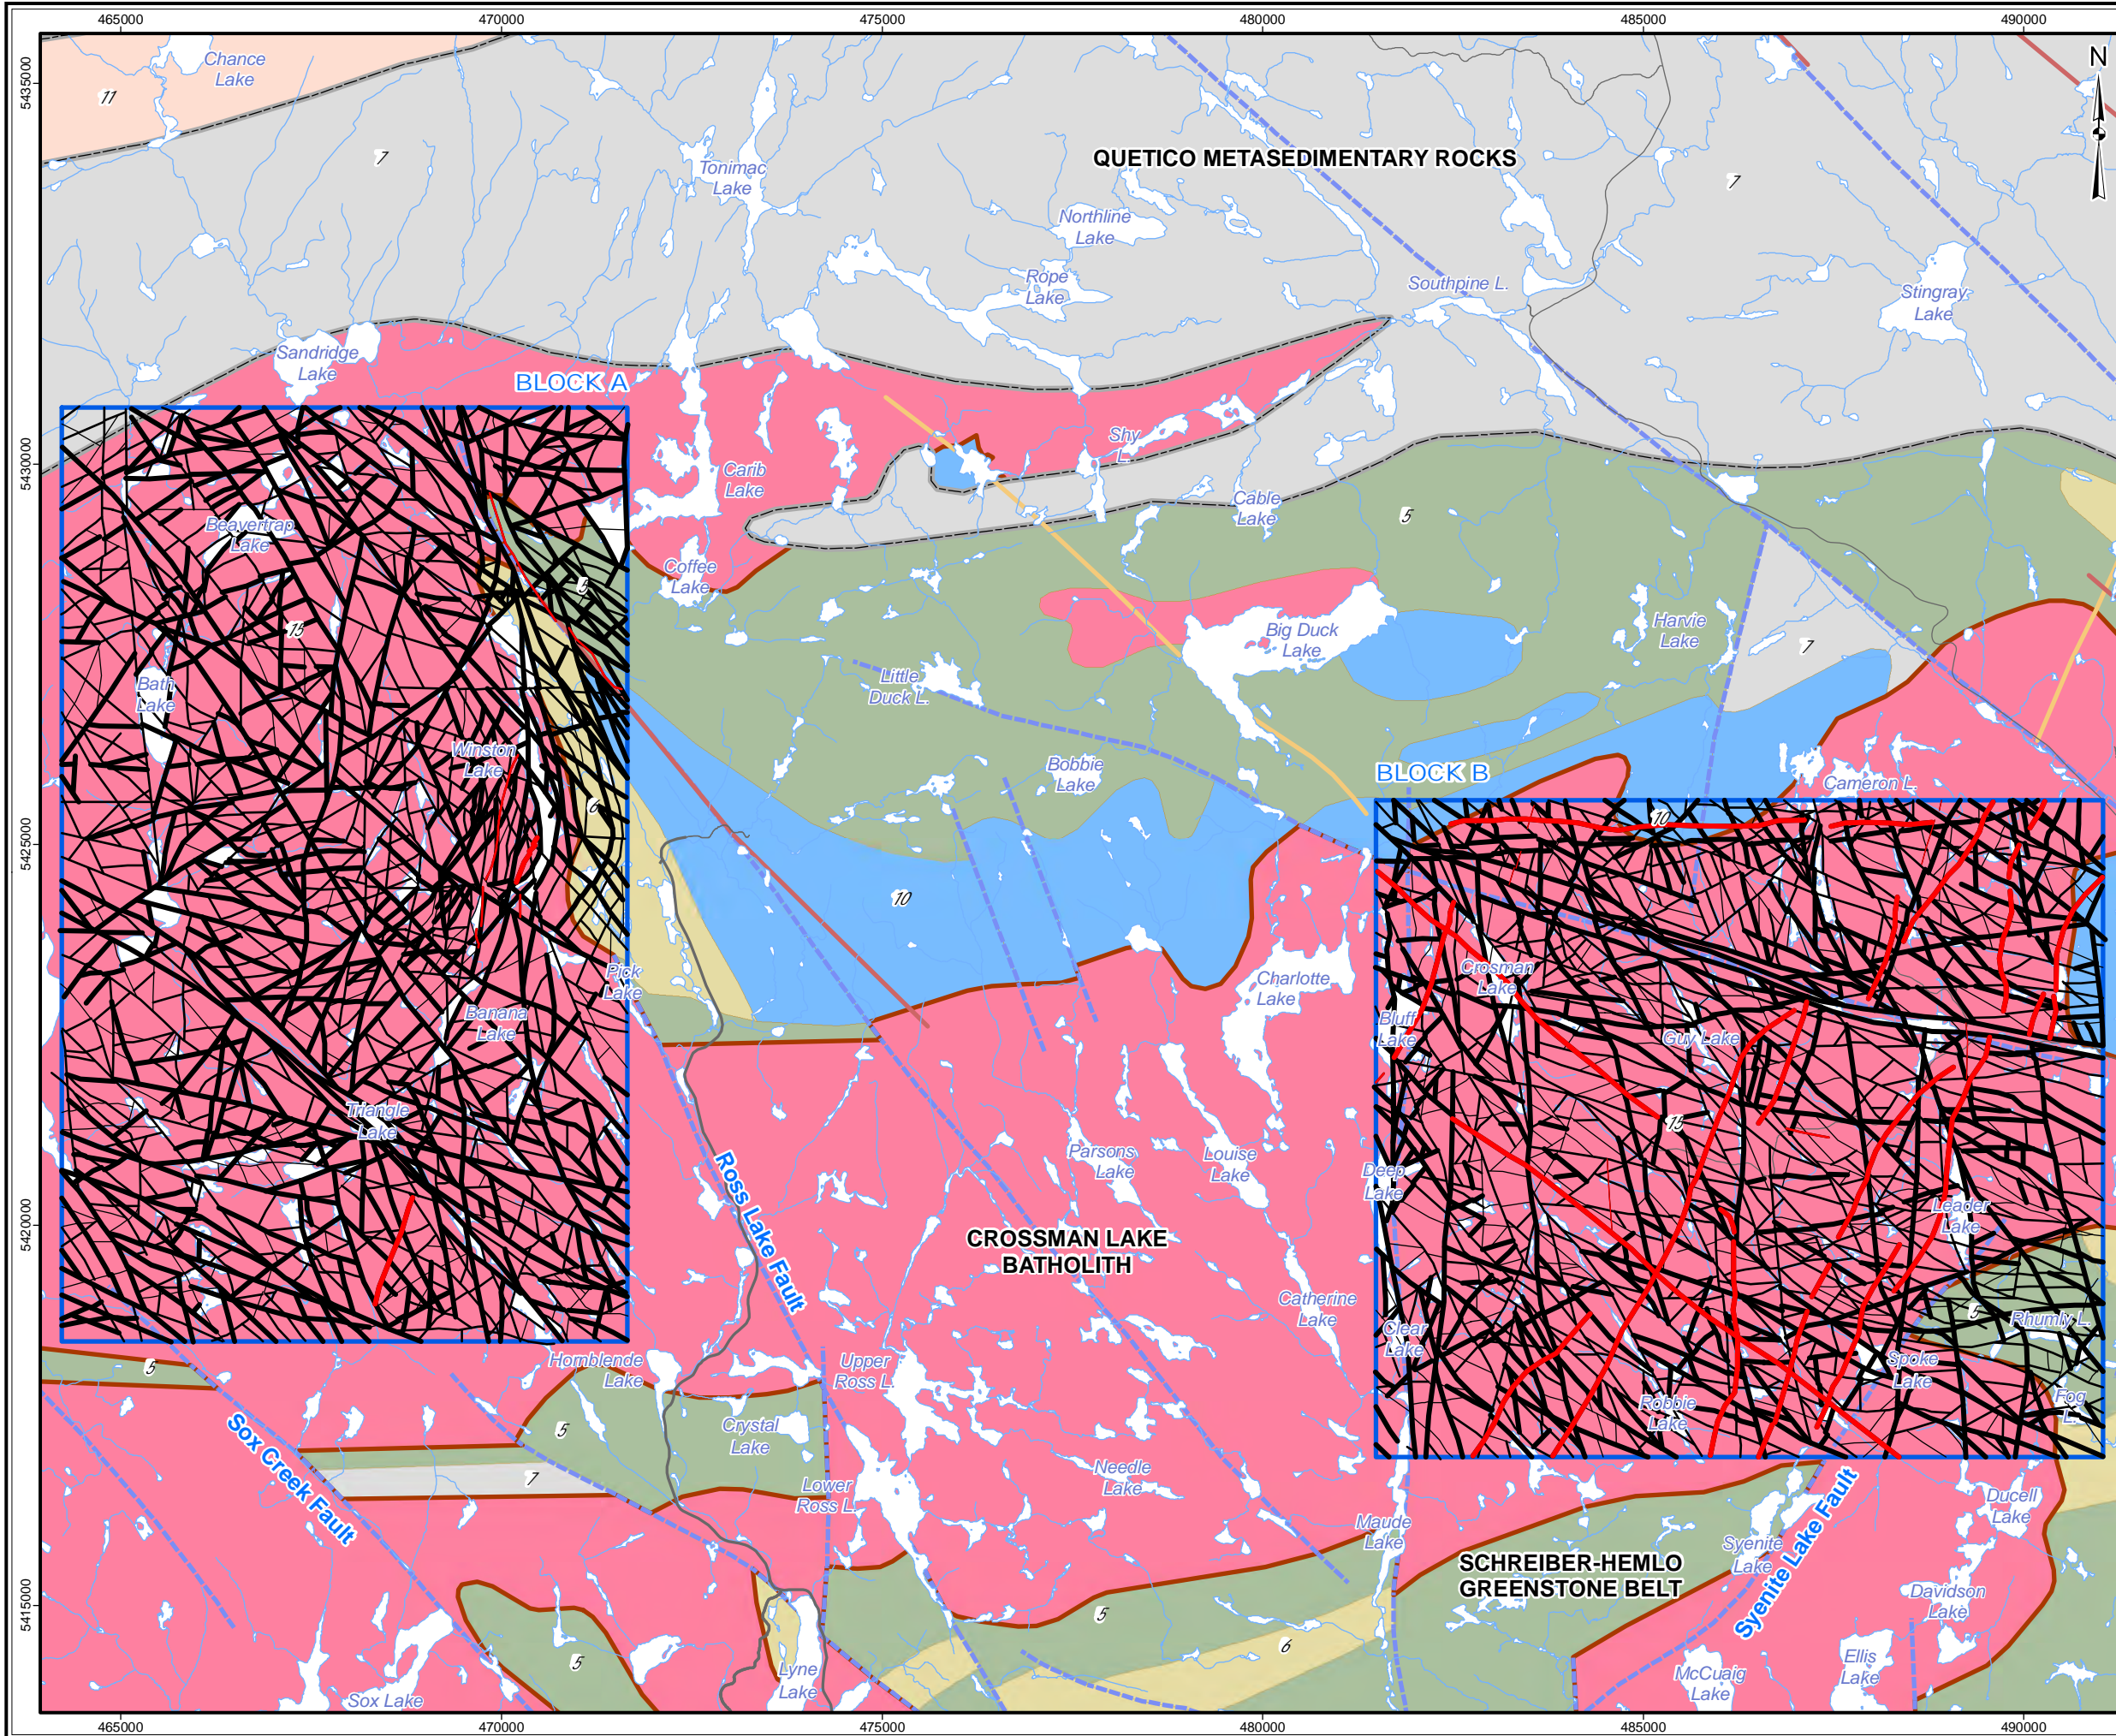 465000 470000 475000 480000 485000 490000
5435000
Chance
Lake
N
11
7
QUETICO METASEDIMENTARY ROCKS
Tonimac
Lake
7
Northline
Lake
Rope
Lake
Southpine L.
Stingray
Lake
Sandridge
Lake
BLOCK A
5430000
Shy
L.
Carib
Lake
Cable
Lake
5
Beavertrap
Lake
Coffee
Lake
5
15
Big Duck
Lake
Harvie
Lake
7
Bath
Lake
Little
Duck L.
Winston
Lake
Bobbie
Lake
BLOCK B
Cameron L.
6
10
5425000
10
Pick
Lake
Charlotte
Lake
Crosman
Lake
Banana
Lake
Bluff
Lake
Guy Lake
Triangle
Lake
15
Parsons
Lake
Louise
Lake
Deep
Lake
Ross Lake Fault
Leader
Lake
5420000
CROSSMAN LAKE
BATHOLITH
Catherine
Lake
5
Rhumly L.
Clear
Lake
5
Hornblende
Lake
Upper
Ross L.
Spoke
Lake
Robbie
Lake
Fog
L.
Sox Creek Fault
5
Crystal
Lake
7
Lower
Ross L.
Needle
Lake
Ducell
Lake
Maude
Lake
Syenite
Lake
Syenite Lake Fault
SCHREIBER-HEMLO
GREENSTONE BELT
5415000
5
Davidson
Lake
6
5
Lyne
Lake
Sox Lake
McCuaig
Lake
Ellis
Lake
465000 470000 475000 480000 485000 490000